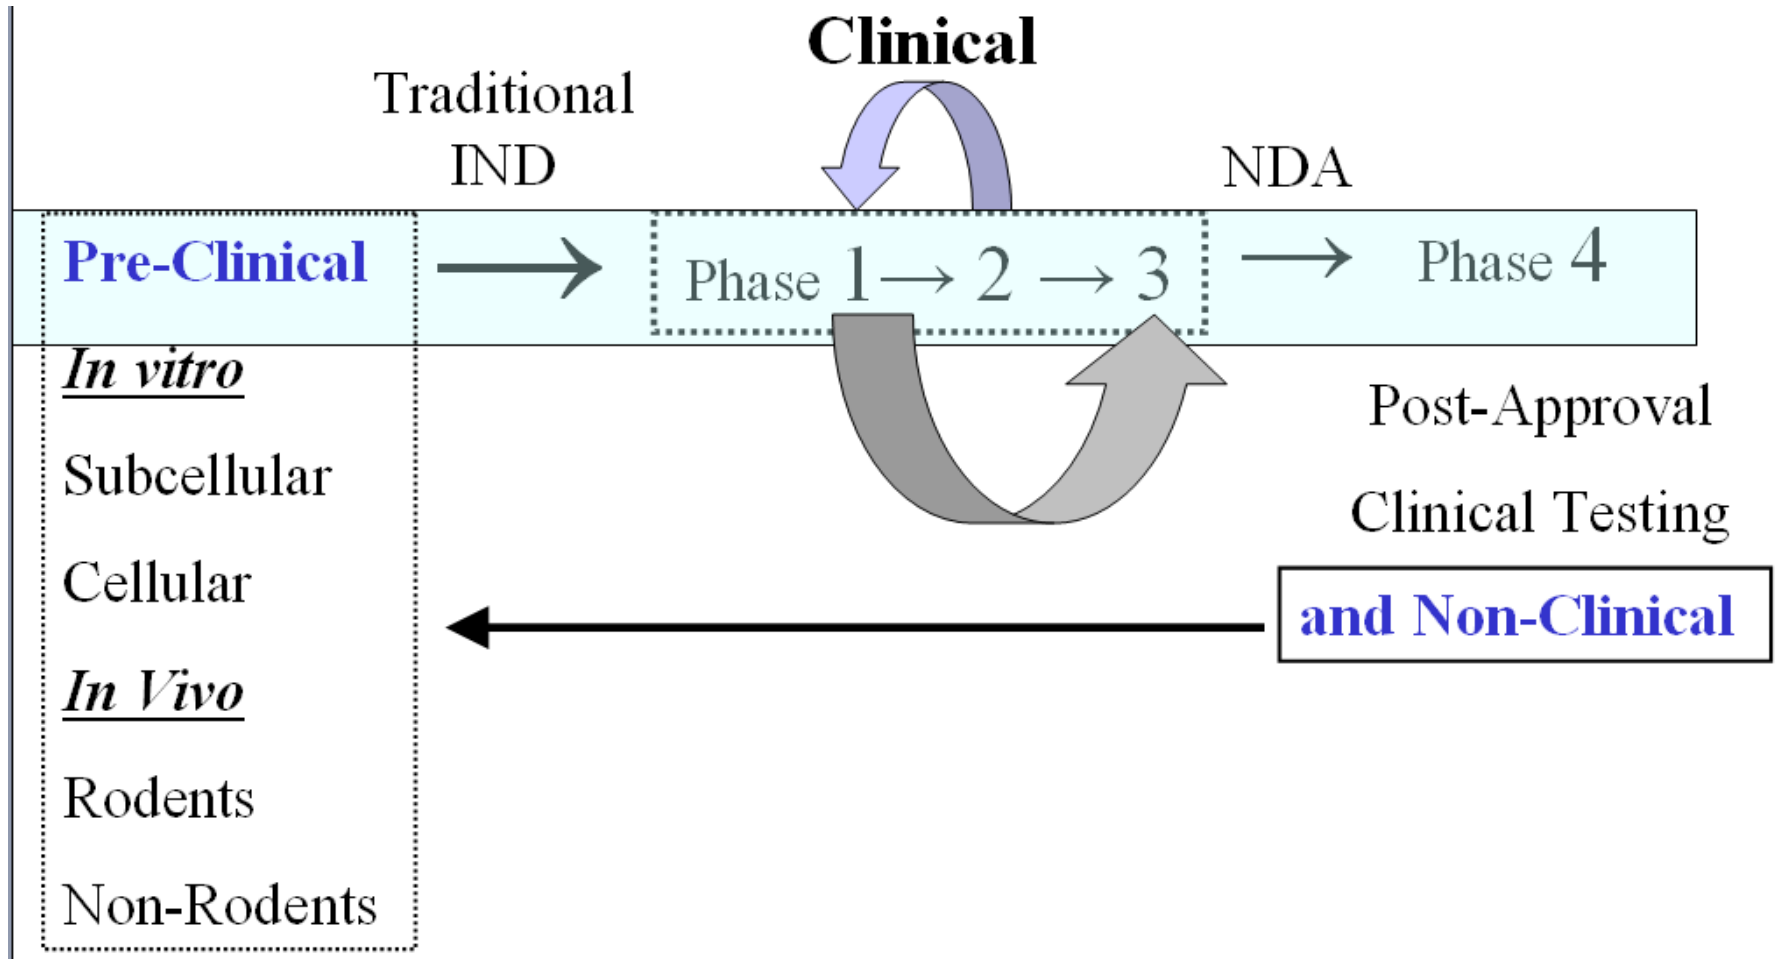 Clinical
Traditional
IND
NDA
Pre-Clinical
Phase 1→ 2 → 3
Phase 4
In vitro
Subcellular
Cellular
In Vivo
Rodents
Non-Rodents
Post-Approval
Clinical Testing
and Non-Clinical